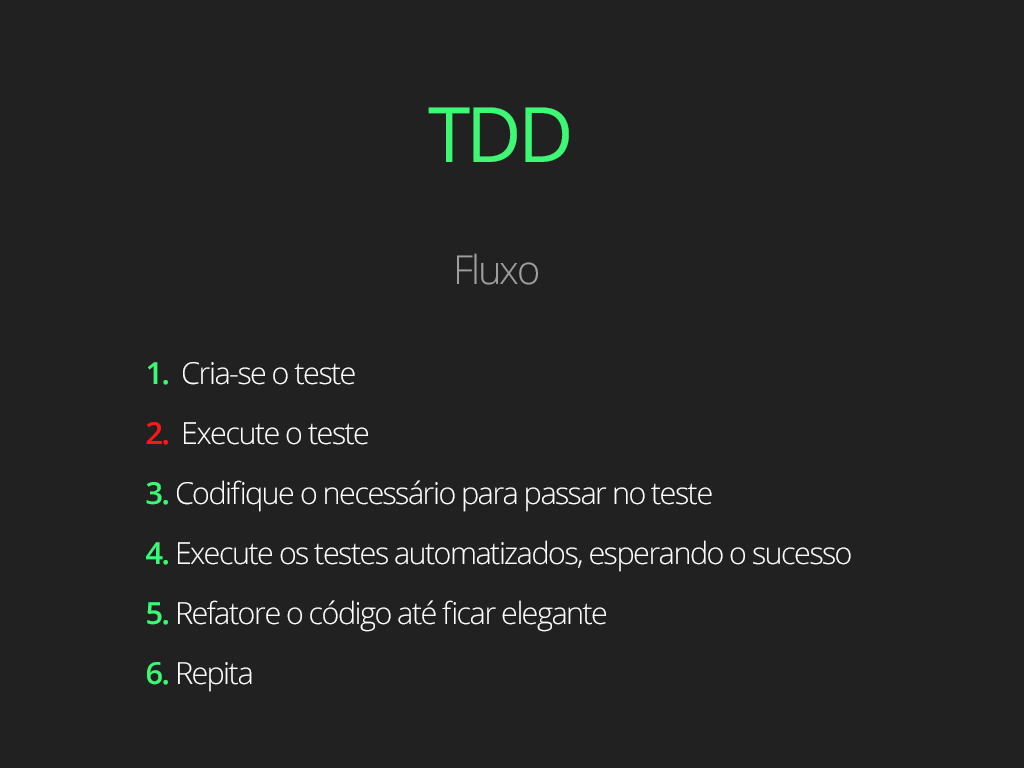 TDD
Fluxo
1. Cria-se o teste
2. Execute o teste
3. Codifique o necessário para passar no teste
4. Execute os testes automatizados, esperando o sucesso
5. Refatore o código até ficar elegante
6. Repita